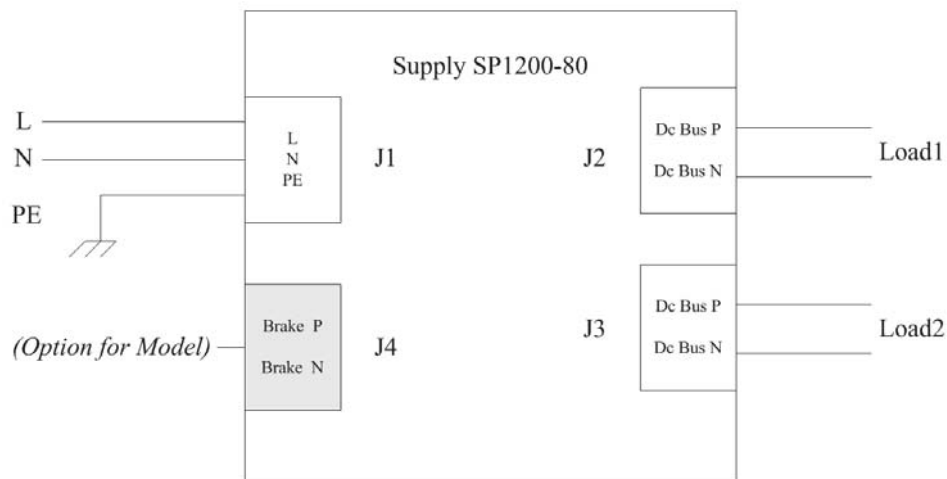 Supply SP1200-80
L
N
PE
L
N
PE
J1
J2
Dc Bus P
Dc Bus N
Load1
(Option for Model)
Brake P
Brake N
J4
J3
Dc Bus P
Dc Bus N
Load2